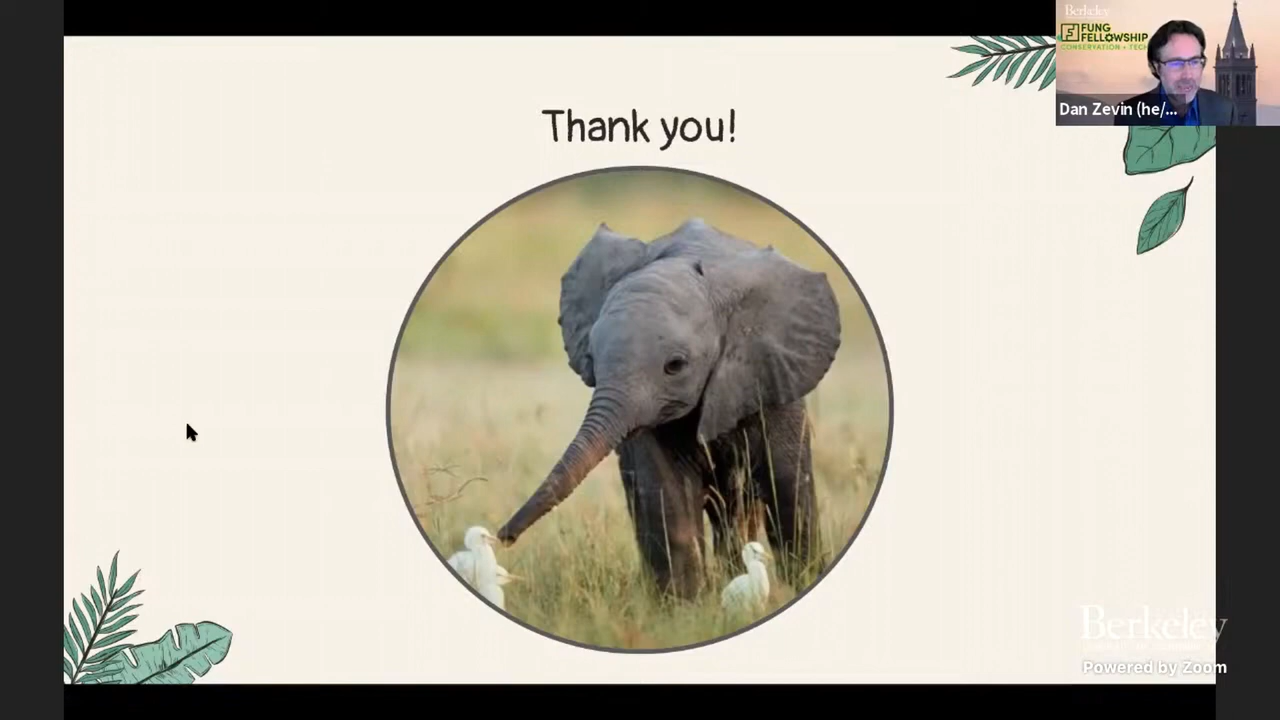 Berkeley
FUNG
FELLOWSHIP
CONSERVATION + TECH
Dan Zevin (he/...
Thank you!
Berkeley
Powered by Zoom